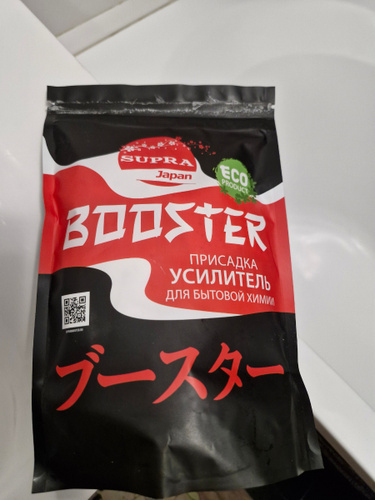 SUPRA
Japan
ECO
PRODUCT
BOOSTER
ПРИСАДКА
УСИЛИТЕЛЬ
ДЛЯ БЫТОВОЙ ХИМИИ
ブースター